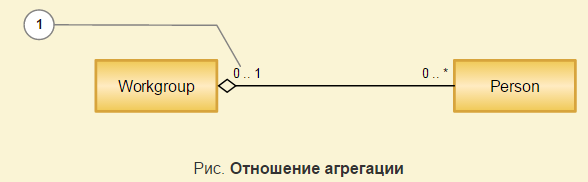 1
0 .. 1
0 .. *
Workgroup
Person
Рис. Отношение агрегации